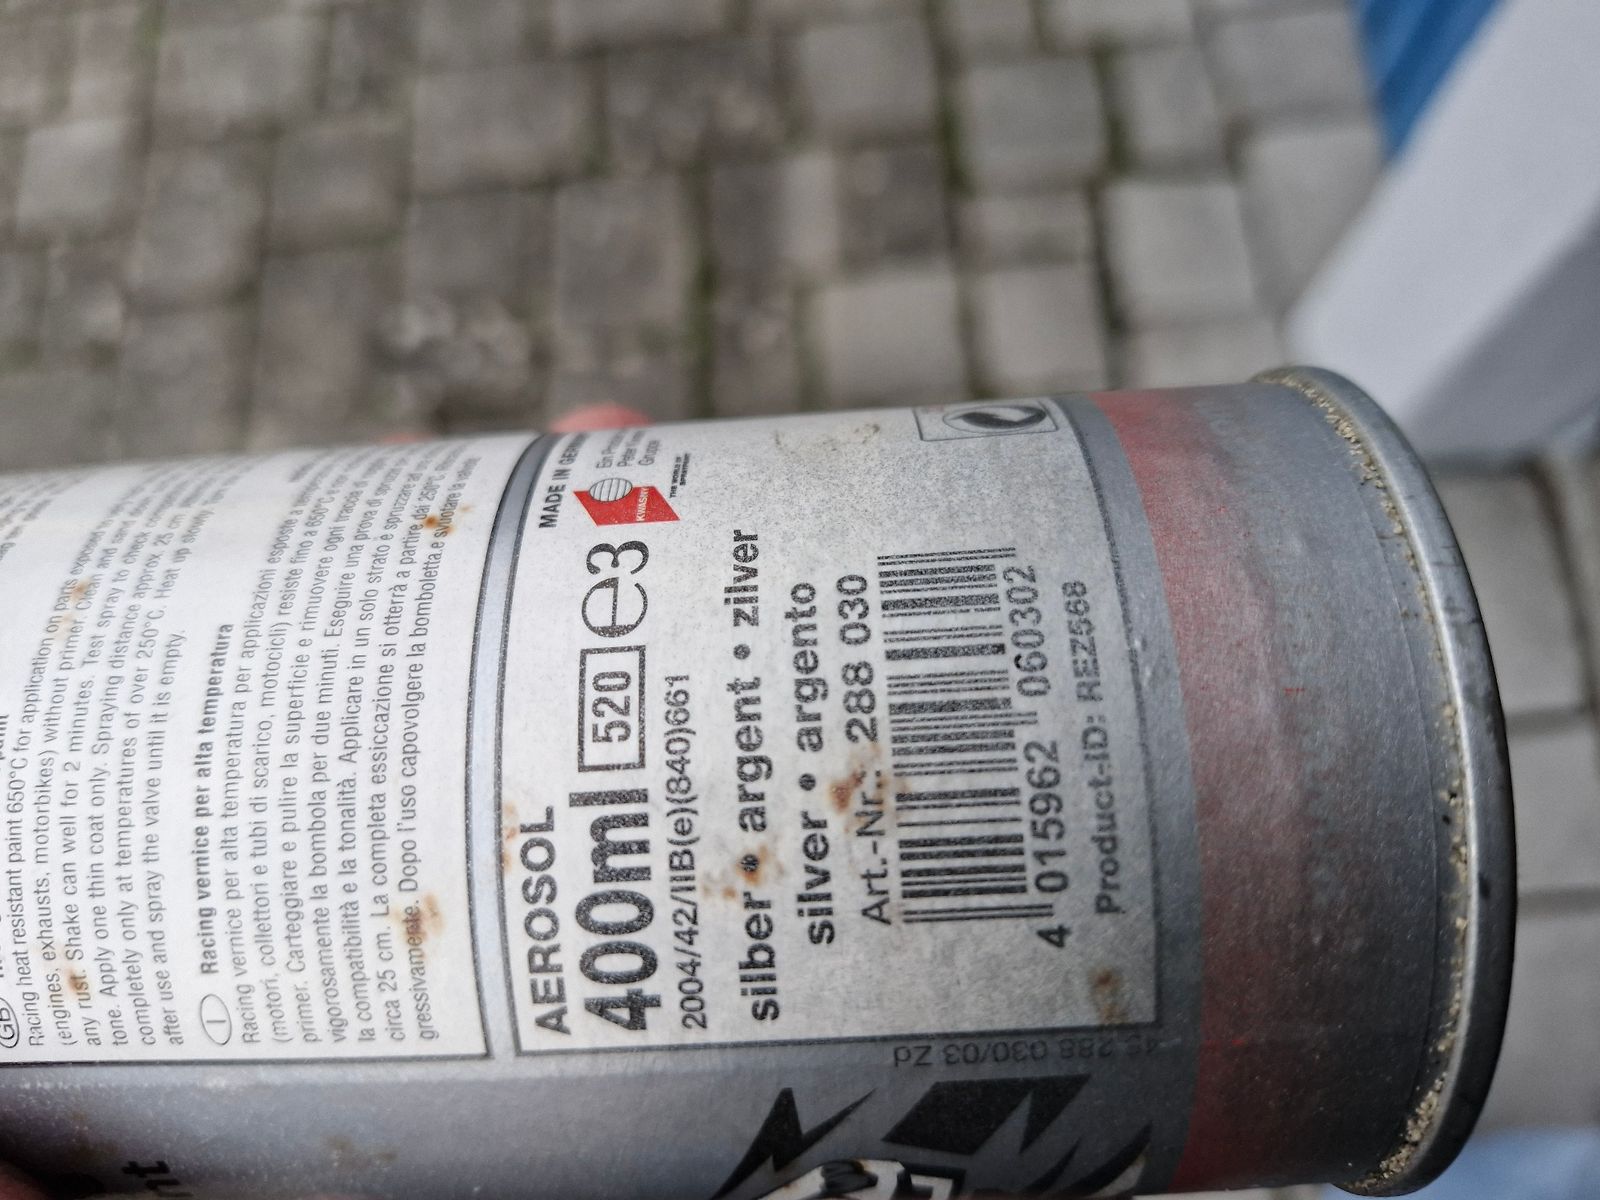 Racing heat resistant paint 650°C for application on parts exposed to
(engines, exhausts, motorbikes) without primer. Clean and sand
any rust. Shake can well for 2 minutes. Test spray to check
tone. Apply one thin coat only. Spraying distance approx. 25 cm
completely only at temperatures of over 250°C. Heat up slowly
after use and spray the valve until it is empty.
I Racing vernice per alta temperatura
Racing vernice per alta temperatura per applicazioni esposte a
(motori, collettori e tubi di scarico, motocicli) resiste fino a 650°C
primer. Carteggiare e pulire la superficie e rimuovere ogni traccia
vigorosamente la bombola per due minuti. Eseguire una prova di
la compatibilità e la tonalità. Applicare in un solo strato e spruzzare
circa 25 cm. La completa essiccazione si otterrà a partire dai 250°C.
gressivamente. Dopo l'uso capovolgere la bomboletta e svuotare la
MADE IN
AEROSOL
400ml 520 e3
KWASNY
THE WORLD OF
2004/42/IIB(e)(840)661
silber • argent • zilver
silver • argento
Art.-Nr.: 288 030
4 015962 060302
Product-ID: REZ568
288 030/03 Zd